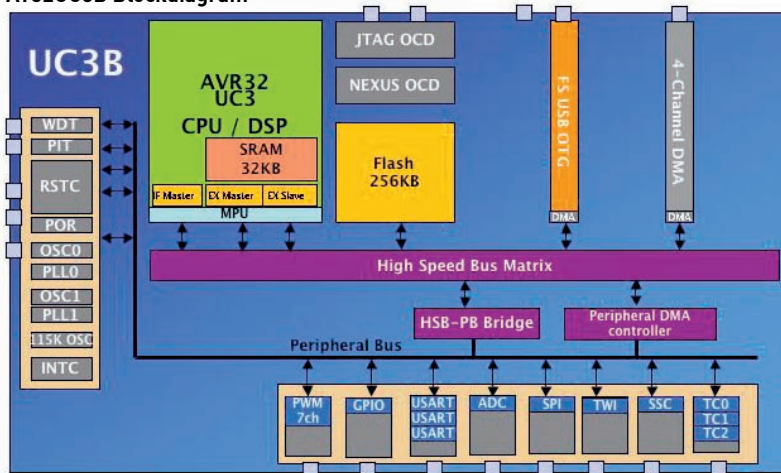 AT32UC3B Blockdiagram
UC3B
WDT
PIT
RSTC
POR
OSC0
PLL0
OSC1
PLL1
115K OSC
INTC
AVR32
UC3
CPU / DSP
SRAM
32KB
IF Master
EX Master
EX Slave
MPU
JTAG OCD
NEXUS OCD
Flash
256KB
FS USB OTG
DMA
4-Channel DMA
DMA
High Speed Bus Matrix
HSB-PB Bridge
Peripheral DMA
controller
Peripheral Bus
PWM
7ch
GPIO
USART
USART
USART
ADC
SPI
TWI
SSC
TC0
TC1
TC2